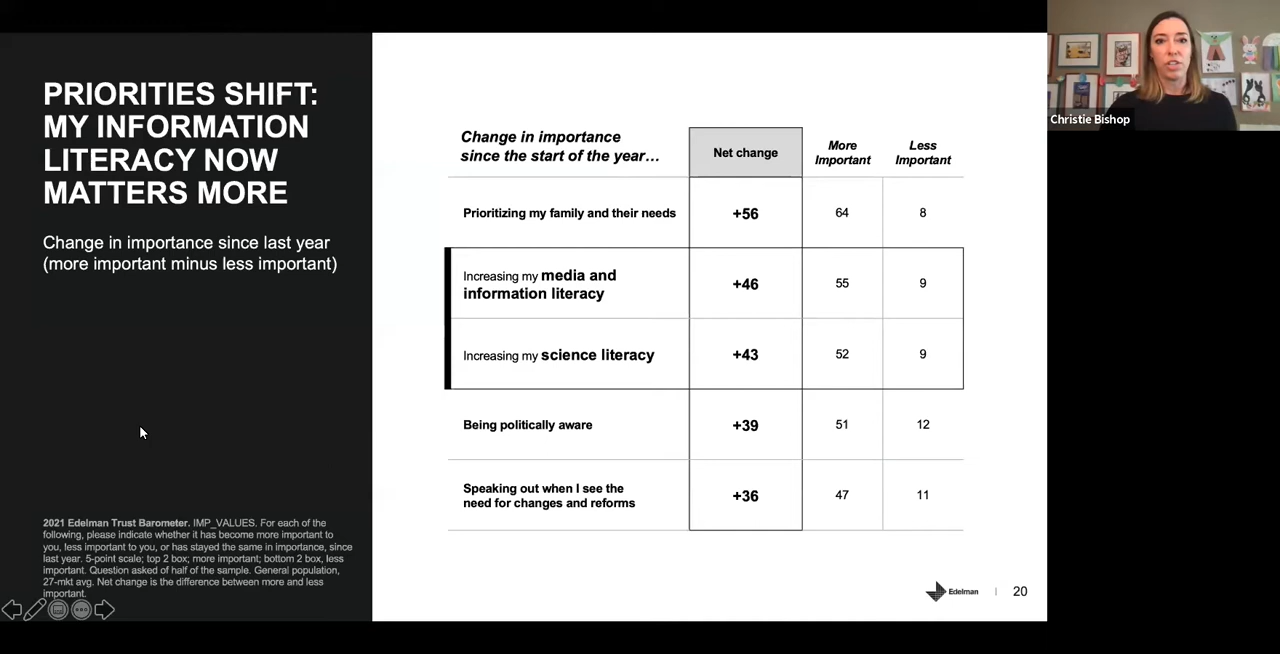 PRIORITIES SHIFT:
MY INFORMATION
LITERACY NOW
MATTERS MORE
Change in importance since last year
(more important minus less important)
2021 Edelman Trust Barometer. IMP_VALUES. For each of the
following, please indicate whether it has become more important to
you, less important to you, or has stayed the same in importance, since
last year. 5-point scale; top 2 box; more important; bottom 2 box, less
important. Question asked of half of the sample. General population,
27-mkt avg. Net change is the difference between more and less
important.
Change in importance
since the start of the year…
Net change
More
Important
Less
Important
Prioritizing my family and their needs
+56
64
8
Increasing my media and
information literacy
+46
55
9
Increasing my science literacy
+43
52
9
Being politically aware
+39
51
12
Speaking out when I see the
need for changes and reforms
+36
47
11
Edelman
20
Christie Bishop